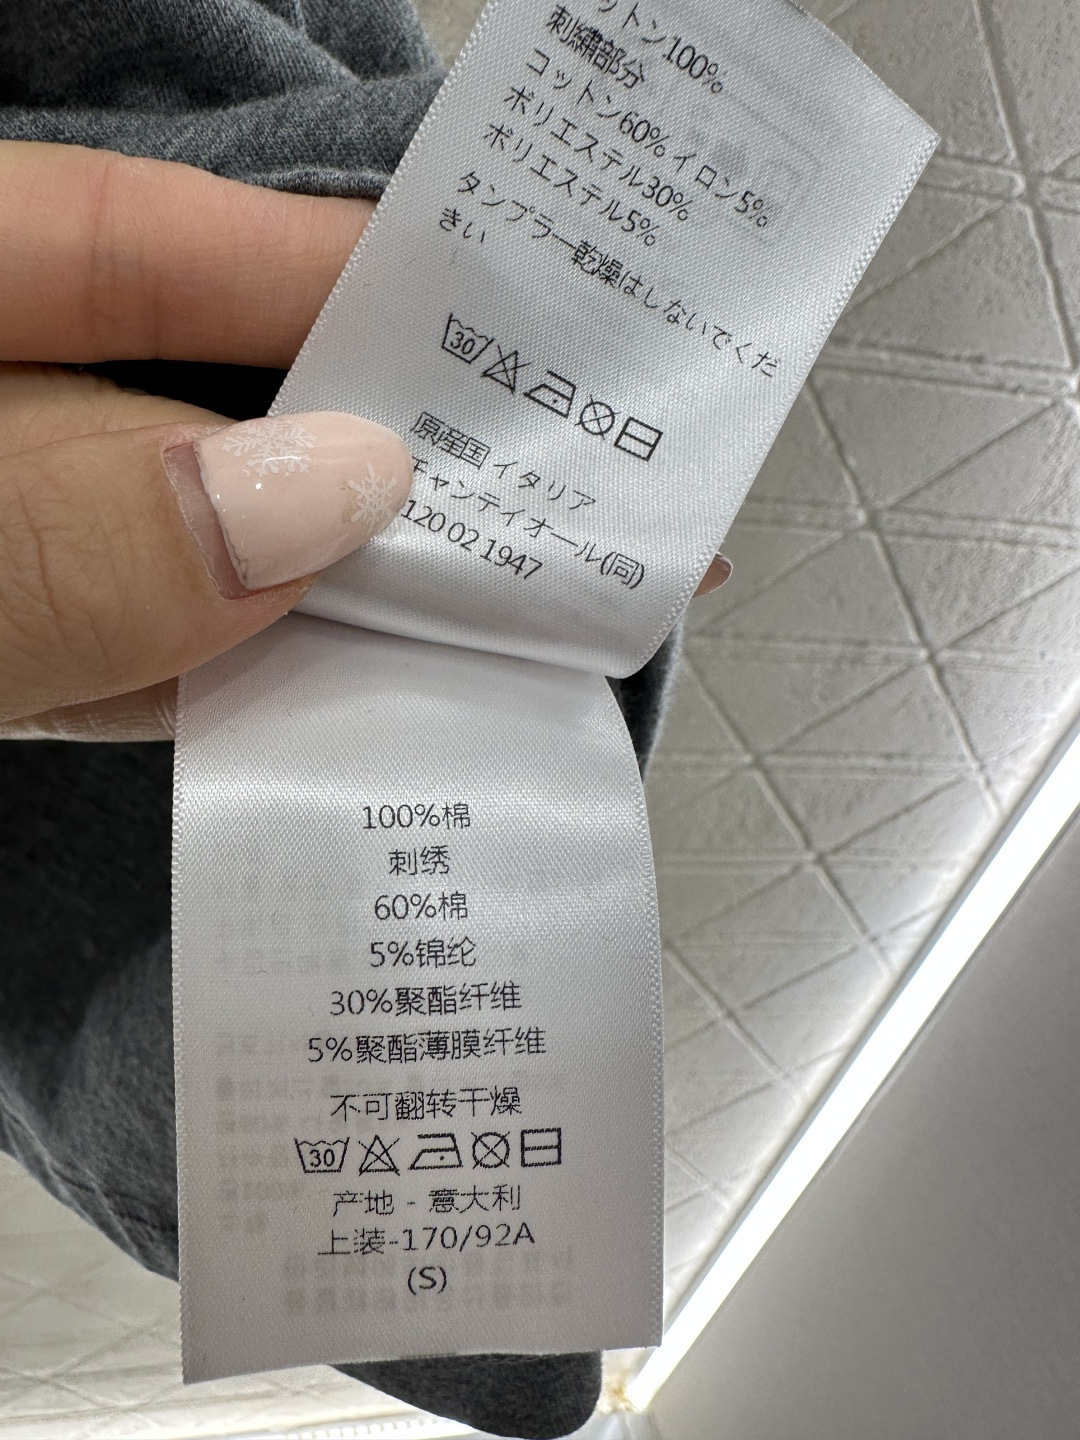 ットン100%
刺繍部分
コットン60% イロン5%
ポリエステル30%
ポリエステル5%
タンプラー乾燥はしないでくだ
きい
30
原産国 イタリア
チャンティオール(同)
120 02 1947
100%棉
刺绣
60%棉
5%锦纶
30%聚酯纤维
5%聚酯薄膜纤维
不可翻转干燥
30
产地 - 意大利
上装-170/92A
(S)